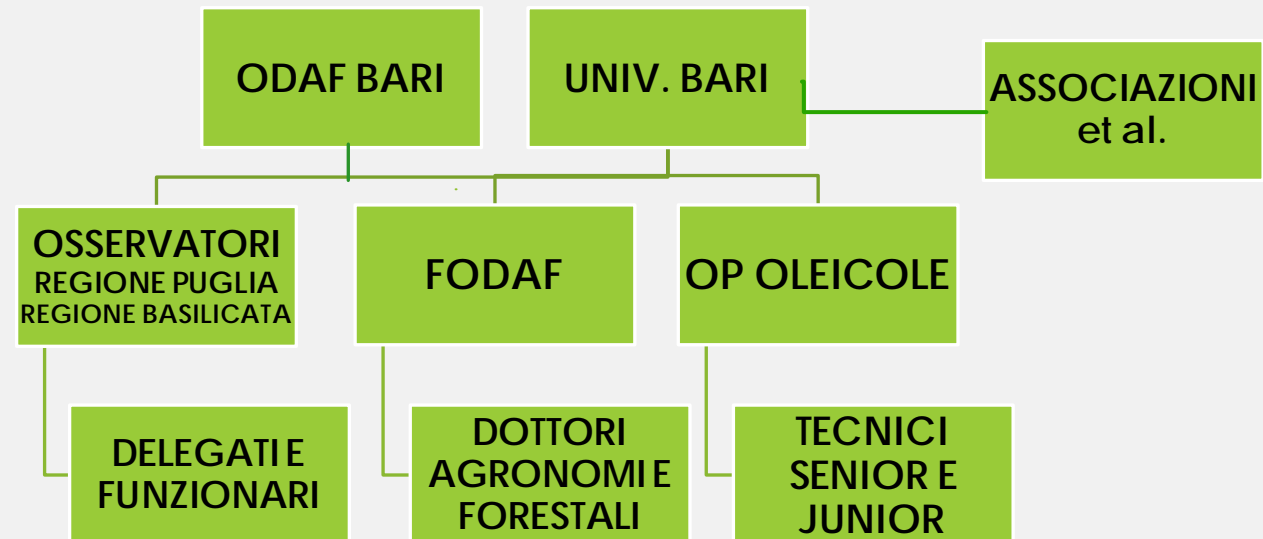 ODAF BARI
UNIV. BARI
ASSOCIAZIONI
et al.
OSSERVATORI
REGIONE PUGLIA
REGIONE BASILICATA
FODAF
OP OLEICOLE
DELEGATI E
FUNZIONARI
DOTTORI
AGRONOMI E
FORESTALI
TECNICI
SENIOR E
JUNIOR